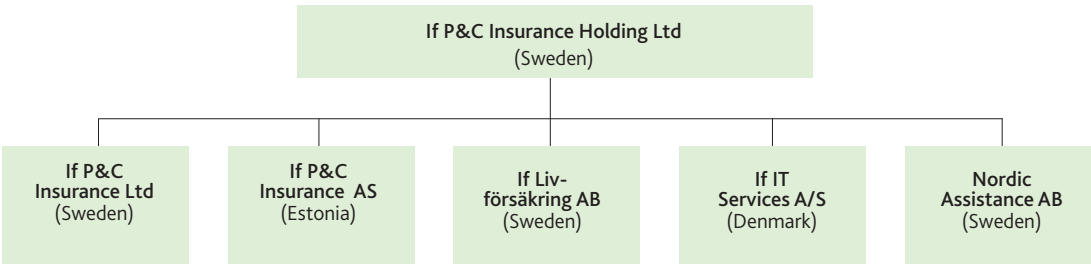 If P&C Insurance Holding Ltd
(Sweden)
If P&C
Insurance Ltd
(Sweden)
If P&C
Insurance AS
(Estonia)
If Liv-
försäkring AB
(Sweden)
If IT
Services A/S
(Denmark)
Nordic
Assistance AB
(Sweden)